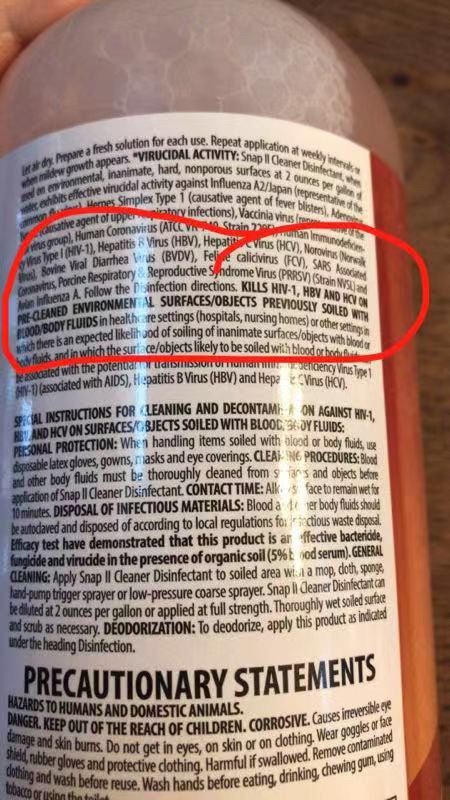 Let air dry. Prepare a fresh solution for each use. Repeat application at weekly intervals or
when mildew growth appears. *VIRUCIDAL ACTIVITY: Snap II Cleaner Disinfectant, when
used on environmental, inanimate, hard, nonporous surfaces at 2 ounces per gallon of
water, exhibits effective virucidal activity against Influenza A2/Japan (representative of the
common flu Herpes Simplex Type 1 (causative agent of fever blisters),
(causative agent of upper respiratory infections), Vaccinia virus
virus group), Human Coronavirus (ATCC Strain Human
Virus Type I (HIV-1), Hepatitis B Virus (HBV), Hepatitis C Virus (HCV), Norovirus (Norwalk
Virus), Bovine Viral Diarrhea Virus (BVDV), Feline calicivirus (FCV), SARS Associated
Coronavirus, Porcine Respiratory & Reproductive Syndrome Virus (PRRSV) (Strain NVSL) and
Avian Influenza A. Follow the Disinfection directions. KILLS HIV-1, HBV AND HCV ON
PRE-CLEANED ENVIRONMENTAL SURFACES/OBJECTS PREVIOUSLY SOILED WITH
BLOOD/BODY FLUIDS in healthcare settings (hospitals, nursing homes) or other settings in
which there is an expected likelihood of soiling of inanimate surfaces/objects with blood or
body fluids, and in which the surface/objects likely to be soiled with blood or body fluids
be associated with the potential for transmission of Human Immunodeficiency Virus Type 1
(HIV-1) (associated with AIDS), Hepatitis B Virus (HBV) and Hepatitis C Virus (HCV).
SPECIAL INSTRUCTIONS FOR CLEANING AND DECONTAMINATION AGAINST HIV-1,
HBV, AND HCV ON SURFACES/OBJECTS SOILED WITH BLOOD/BODY FLUIDS:
PERSONAL PROTECTION: When handling items soiled with blood or body fluids, use
disposable latex gloves, gowns, masks and eye coverings. CLEANING PROCEDURES: Blood
and other body fluids must be thoroughly cleaned from surfaces and objects before
application of Snap II Cleaner Disinfectant. CONTACT TIME: Allow surface to remain wet for
10 minutes. DISPOSAL OF INFECTIOUS MATERIALS: Blood and other body fluids should
be autoclaved and disposed of according to local regulations for infectious waste disposal.
Efficacy test have demonstrated that this product is an effective bactericide,
fungicide and virucide in the presence of organic soil (5% blood serum). GENERAL
CLEANING: Apply Snap II Cleaner Disinfectant to soiled area with a mop, cloth, sponge,
hand-pump trigger sprayer or low-pressure coarse sprayer. Snap II Cleaner Disinfectant can
be diluted at 2 ounces per gallon or applied at full strength. Thoroughly wet soiled surface
and scrub as necessary. DEODORIZATION: To deodorize, apply this product as indicated
under the heading Disinfection.
PRECAUTIONARY STATEMENTS
HAZARDS TO HUMANS AND DOMESTIC ANIMALS.
DANGER. KEEP OUT OF THE REACH OF CHILDREN. CORROSIVE. Causes irreversible eye
damage and skin burns. Do not get in eyes, on skin or on clothing. Wear goggles or face
shield, rubber gloves and protective clothing. Harmful if swallowed. Remove contaminated
clothing and wash before reuse. Wash hands before eating, drinking, chewing gum, using
tobacco or using the toilet.